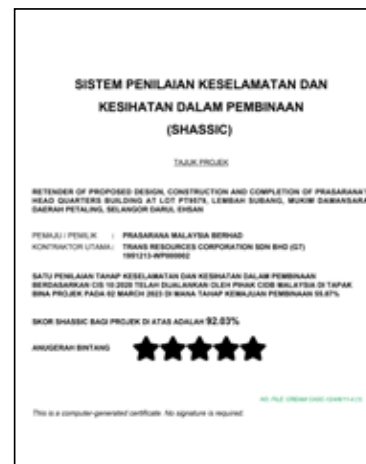 SISTEM PENILAIAN KESELAMATAN DAN
KESIHATAN DALAM PEMBINAAN
(SHASSIC)
TAJUK PROJEK
RETENDER OF PROPOSED DESIGN, CONSTRUCTION AND COMPLETION OF PRASARANA'S
HEAD QUARTERS BUILDING AT LOT LEMBAH SUBANG, MUKIM DAMANSARA
DAERAH PETALING, SELANGOR DARUL EHSAN
PEMAJU / PEMILIK : PRASARANA MALAYSIA BERHAD
KONTRAKTOR UTAMA : TRANS RESOURCES CORPORATION SDN BHD (G7)
SATU PENILAIAN TAHAP KESELAMATAN DAN KESIHATAN DALAM PEMBINAAN
BERDASARKAN CIS 10:2020 TELAH DIJALANKAN OLEH PIHAK CIDB MALAYSIA DI TAPAK
BINA PROJEK PADA 02 MARCH 2023 DI MANA TAHAP KEMAJUAN PEMBINAAN
SKOR SHASSIC BAGI PROJEK DI ATAS ADALAH 92.03%
ANUGERAH BINTANG
This is a computer-generated certificate. No signature is required.